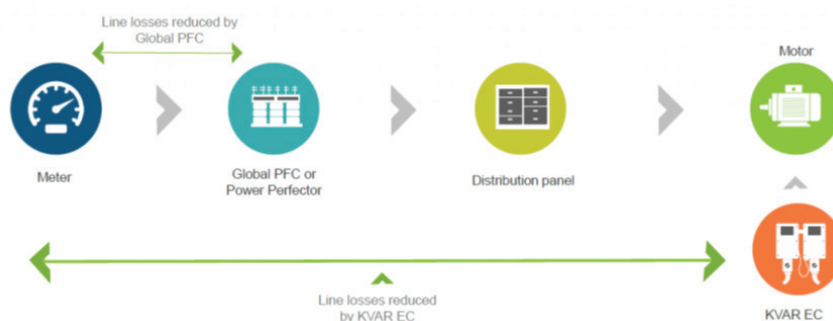 Line losses reduced by
Global PFC
Motor
Meter
Global PFC or
Power Perfector
Distribution panel
Line losses reduced
by KVAR EC
KVAR EC